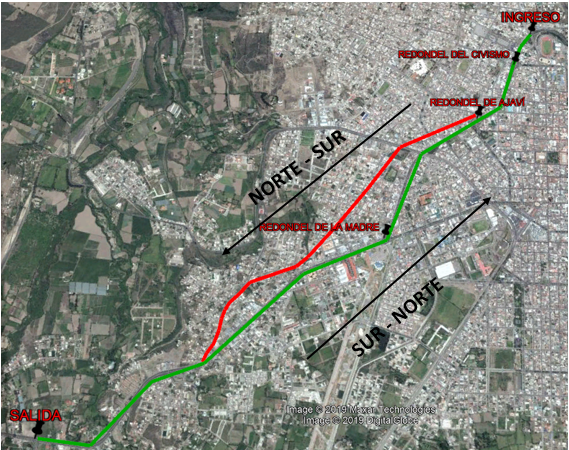 INGRESO
REDONDEL DEL CIVISMO
REDONDEL DE AJAVÍ
NORTE - SUR
REDONDEL DE LA MADRE
SUR - NORTE
SALIDA
Image © 2019 Maxar Technologies
Image © 2019 DigitalGlobe